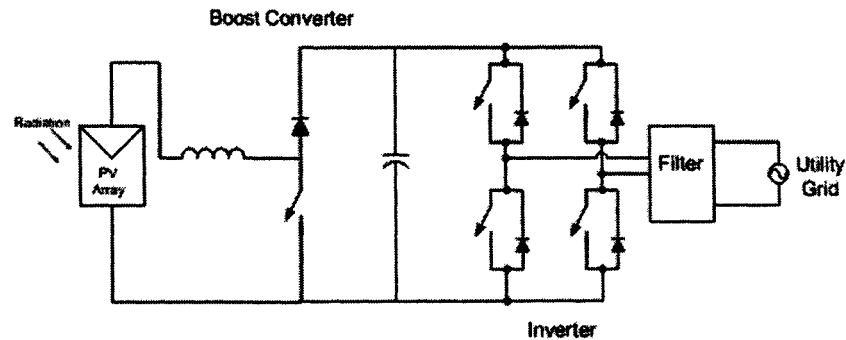 Boost Converter
Radiation
PV
Array
Filter
Utility
Grid
Inverter